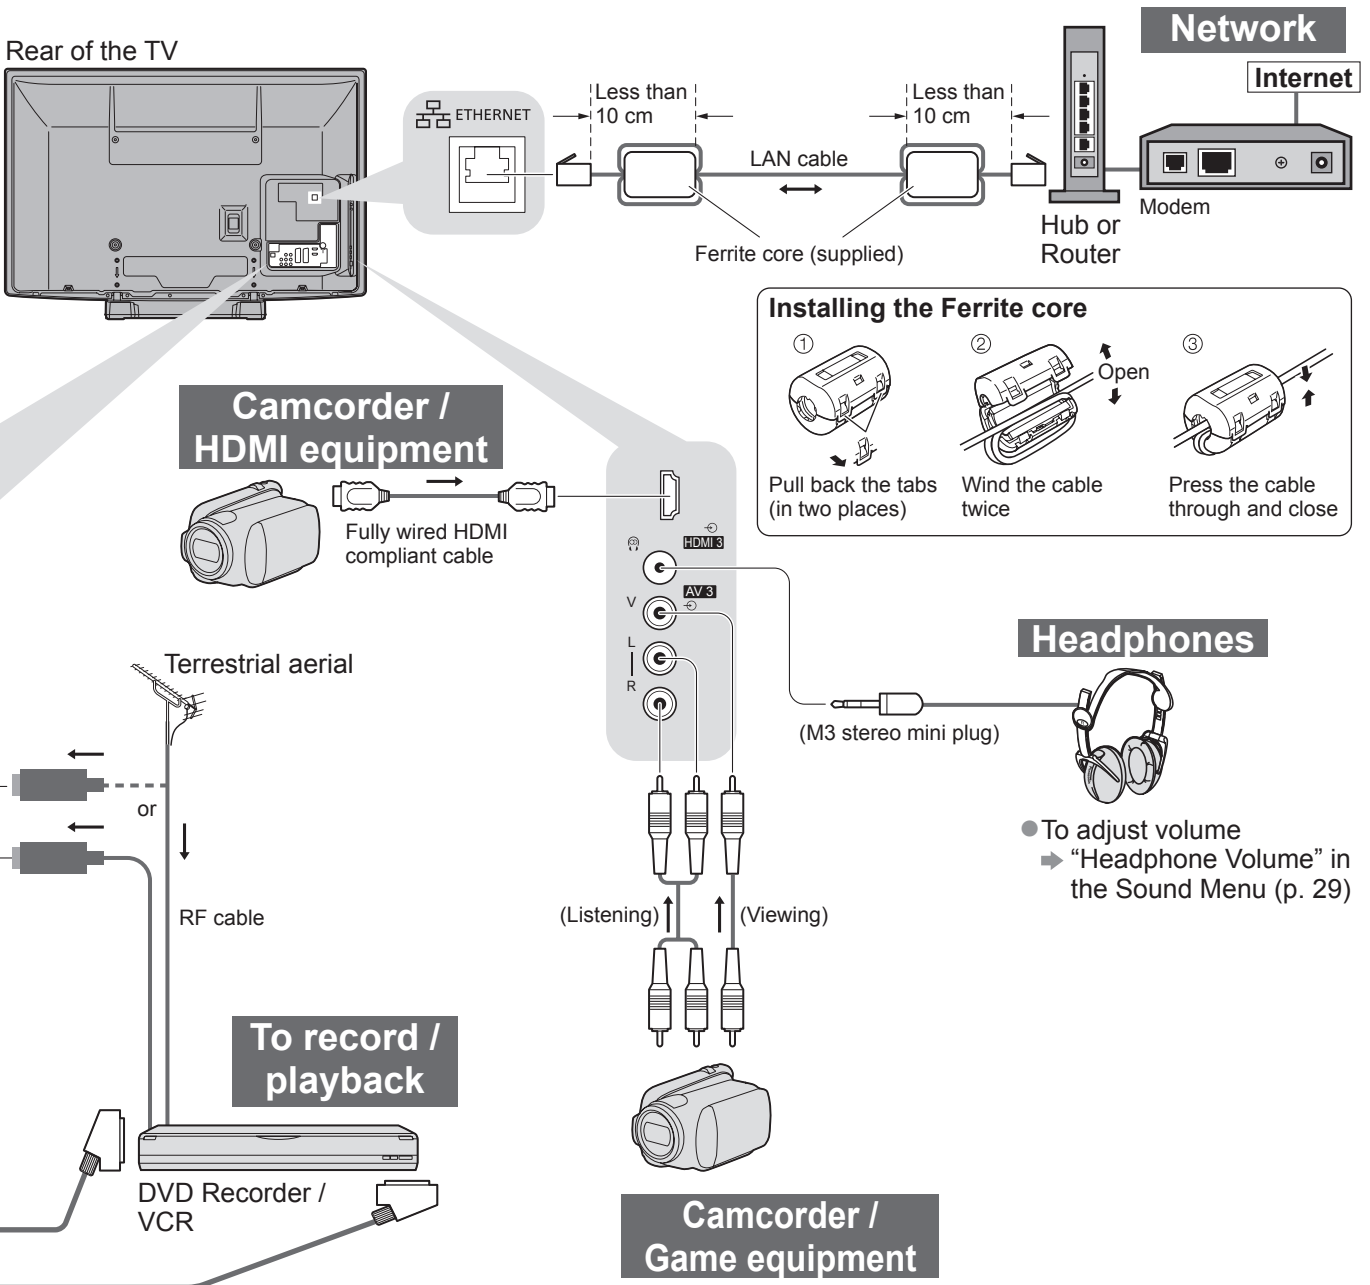 Network
Internet
Rear of the TV
ETHERNET
Less than
10 cm
LAN cable
Less than
10 cm
Ferrite core (supplied)
Hub or
Router
Modem
Installing the Ferrite core
①
Pull back the tabs
(in two places)
②
Open
Wind the cable
twice
③
Press the cable
through and close
Camcorder /
HDMI equipment
Fully wired HDMI
compliant cable
HDMI 3
AV 3
V
L
R
Headphones
(M3 stereo mini plug)
To adjust volume
“Headphone Volume” in
the Sound Menu (p. 29)
Terrestrial aerial
or
RF cable
(Listening)
(Viewing)
To record /
playback
DVD Recorder /
VCR
Camcorder /
Game equipment